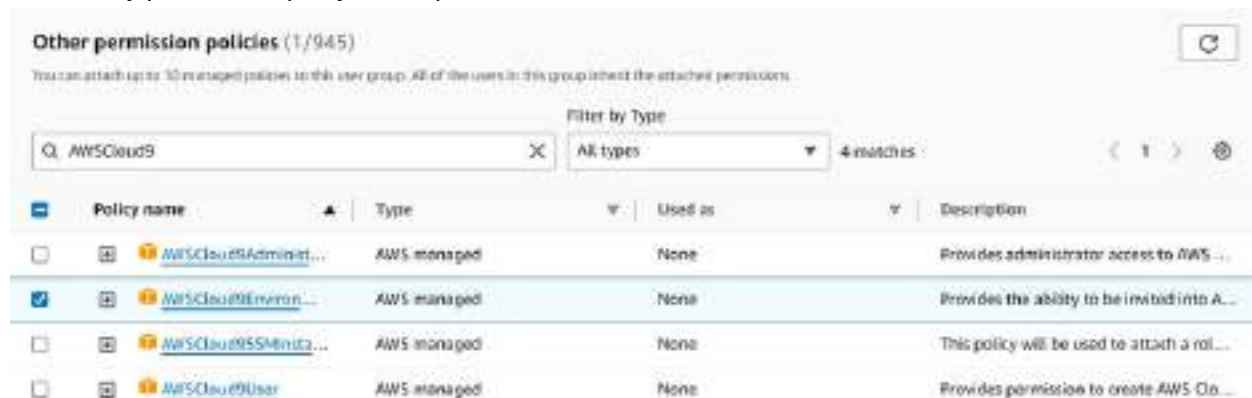 Other permission policies (1/945)
You can attach up to 10 managed policies to this user group. All of the users in this group inherit the attached permissions.
Filter by Type
AWSCloud9
All types
4 matches
1
Policy name
Type
Used as
Description
AWSCloud9Administ...
AWS managed
None
Provides administrator access to AWS ...
AWSCloud9Environ...
AWS managed
None
Provides the ability to be invited into A...
AWSCloud9SSMInsta...
AWS managed
None
This policy will be used to attach a rol...
AWSCloud9User
AWS managed
None
Provides permission to create AWS Clo...